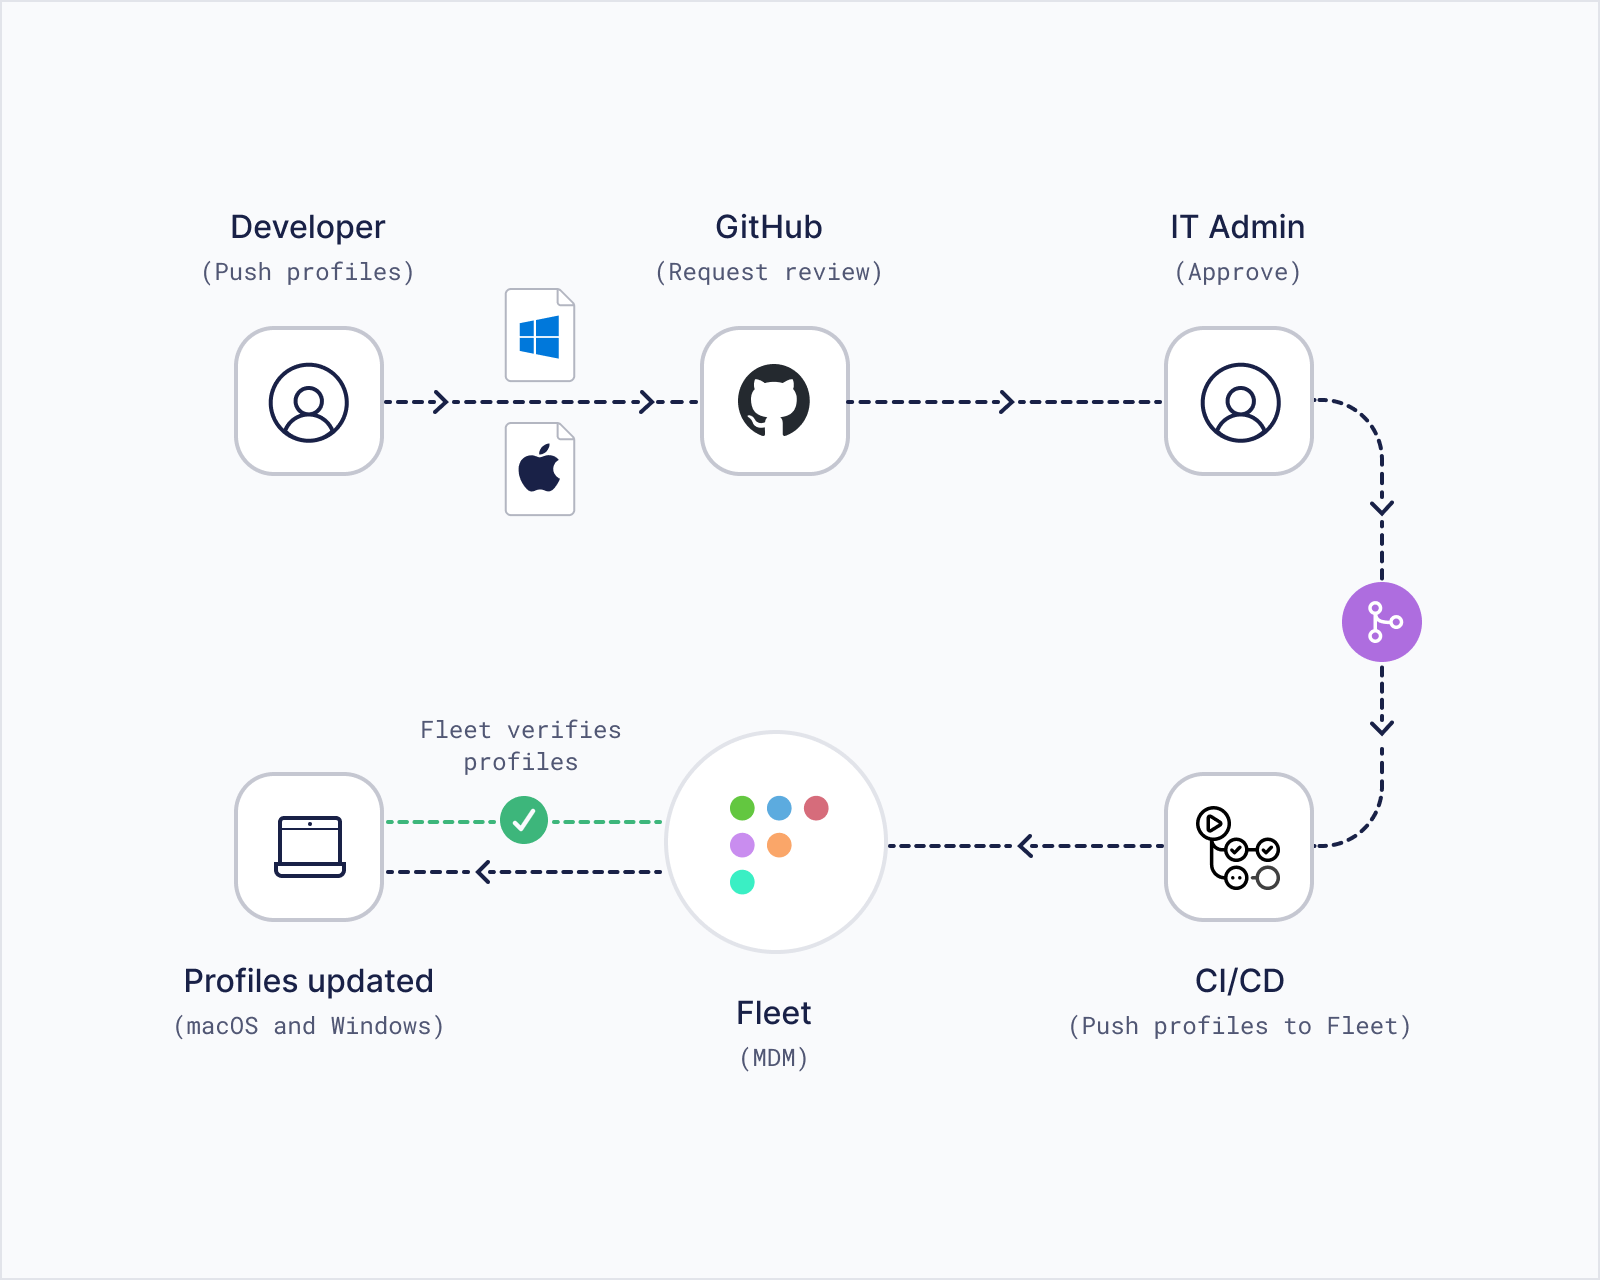 Developer
(Push profiles)
GitHub
(Request review)
IT Admin
(Approve)
Fleet verifies
profiles
Profiles updated
(macOS and Windows)
Fleet
(MDM)
CI/CD
(Push profiles to Fleet)